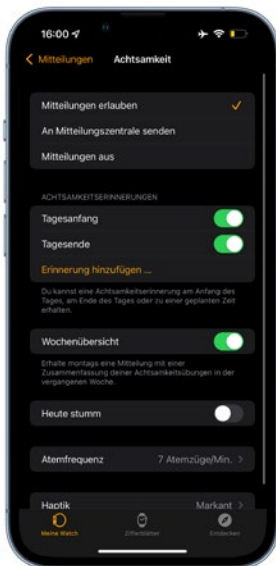 16:00
Mitteilungen
Achtsamkeit
Mitteilungen erlauben
An Mitteilungszentrale senden
Mitteilungen aus
ACHTSAMKEITSERINNERUNGEN
Tagesanfang
Tagesende
Erinnerung hinzufügen ...
Du kannst eine Achtsamkeitserinnerung am Anfang des
Tages, am Ende des Tages oder zu einer geplanten Zeit
erhalten.
Wochenübersicht
Erhalte montags eine Mitteilung mit einer
Zusammenfassung deiner Achtsamkeitsübungen in der
vergangenen Woche.
Heute stumm
Atemfrequenz
7 Atemzüge/Min.
Haptik
Markant
Meine Watch
Zifferblätter
Entdecken